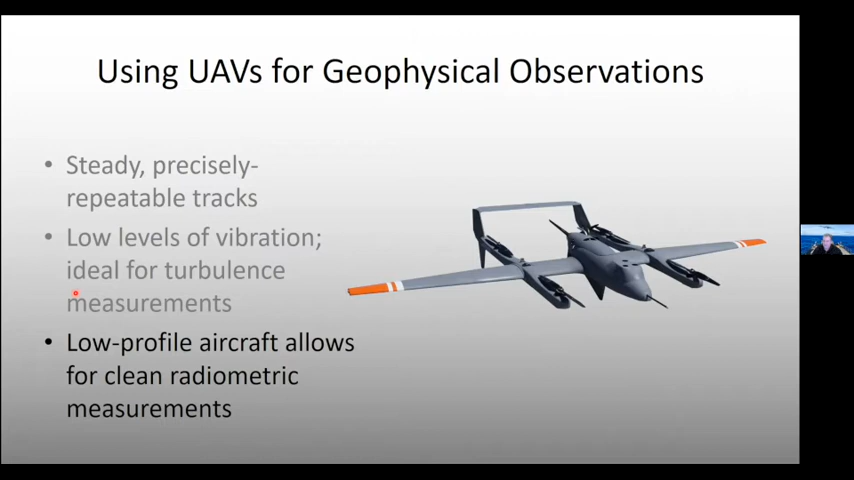 Using UAVs for Geophysical Observations
• Steady, precisely-
repeatable tracks
• Low levels of vibration;
ideal for turbulence
measurements
• Low-profile aircraft allows
for clean radiometric
measurements